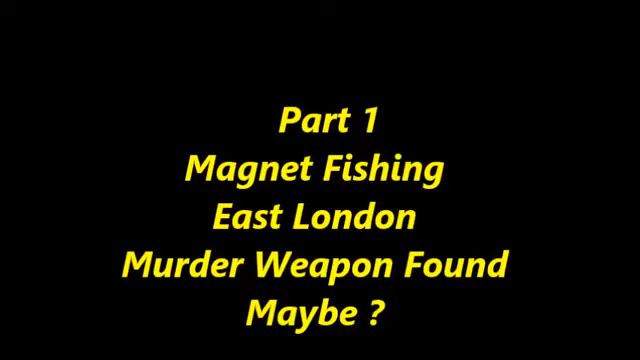 Part 1
Magnet Fishing
East London
Murder Weapon Found
Maybe ?